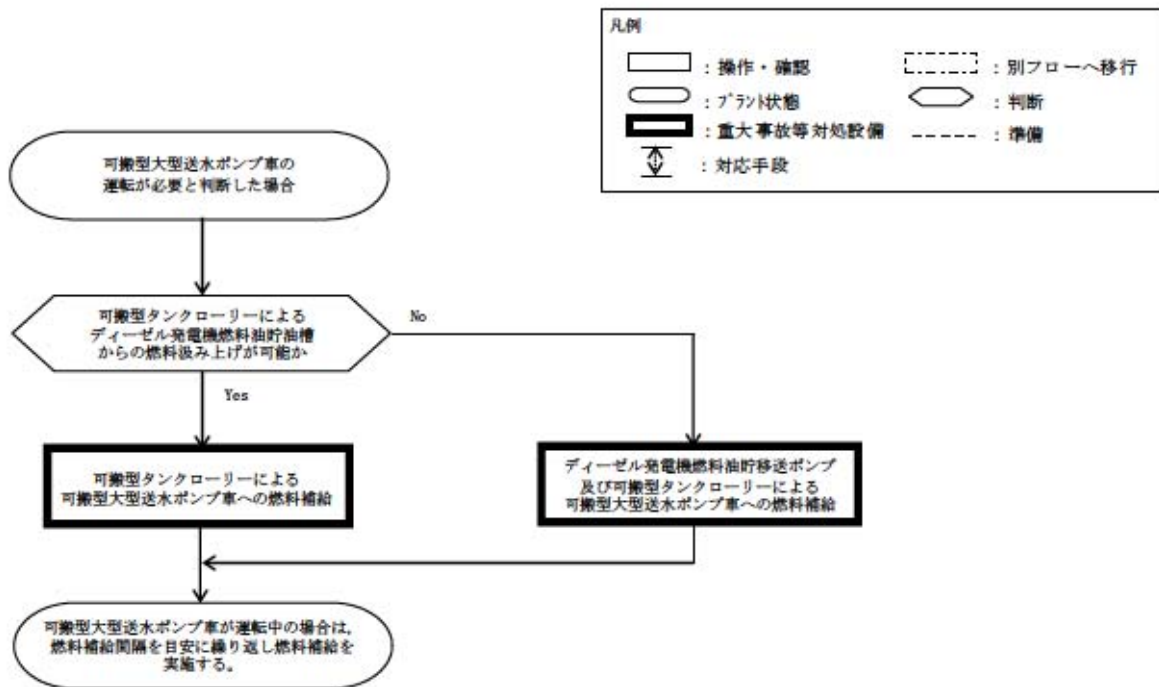 凡例
：操作・確認
：別フローへ移行
：プラント状態
：判断
：重大事故等対処設備
：準備
：対応手段
可搬型大型送水ポンプ車の
運転が必要と判断した場合
可搬型タンクローリーによる
ディーゼル発電機燃料油貯油槽
からの燃料汲み上げが可能か
No
Yes
可搬型タンクローリーによる
可搬型大型送水ポンプ車への燃料補給
ディーゼル発電機燃料油貯移送ポンプ
及び可搬型タンクローリーによる
可搬型大型送水ポンプ車への燃料補給
可搬型大型送水ポンプ車が運転中の場合は，
燃料補給間隔を目安に繰り返し燃料補給を
実施する。